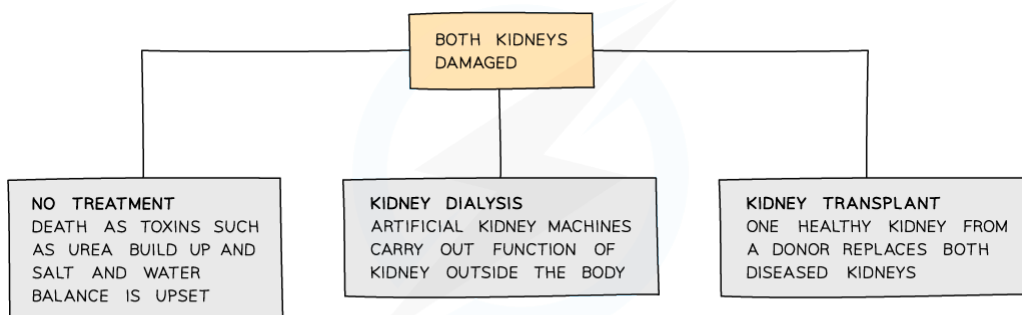 BOTH KIDNEYS
DAMAGED
NO TREATMENT
DEATH AS TOXINS SUCH
AS UREA BUILD UP AND
SALT AND WATER
BALANCE IS UPSET
KIDNEY DIALYSIS
ARTIFICIAL KIDNEY MACHINES
CARRY OUT FUNCTION OF
KIDNEY OUTSIDE THE BODY
KIDNEY TRANSPLANT
ONE HEALTHY KIDNEY FROM
A DONOR REPLACES BOTH
DISEASED KIDNEYS